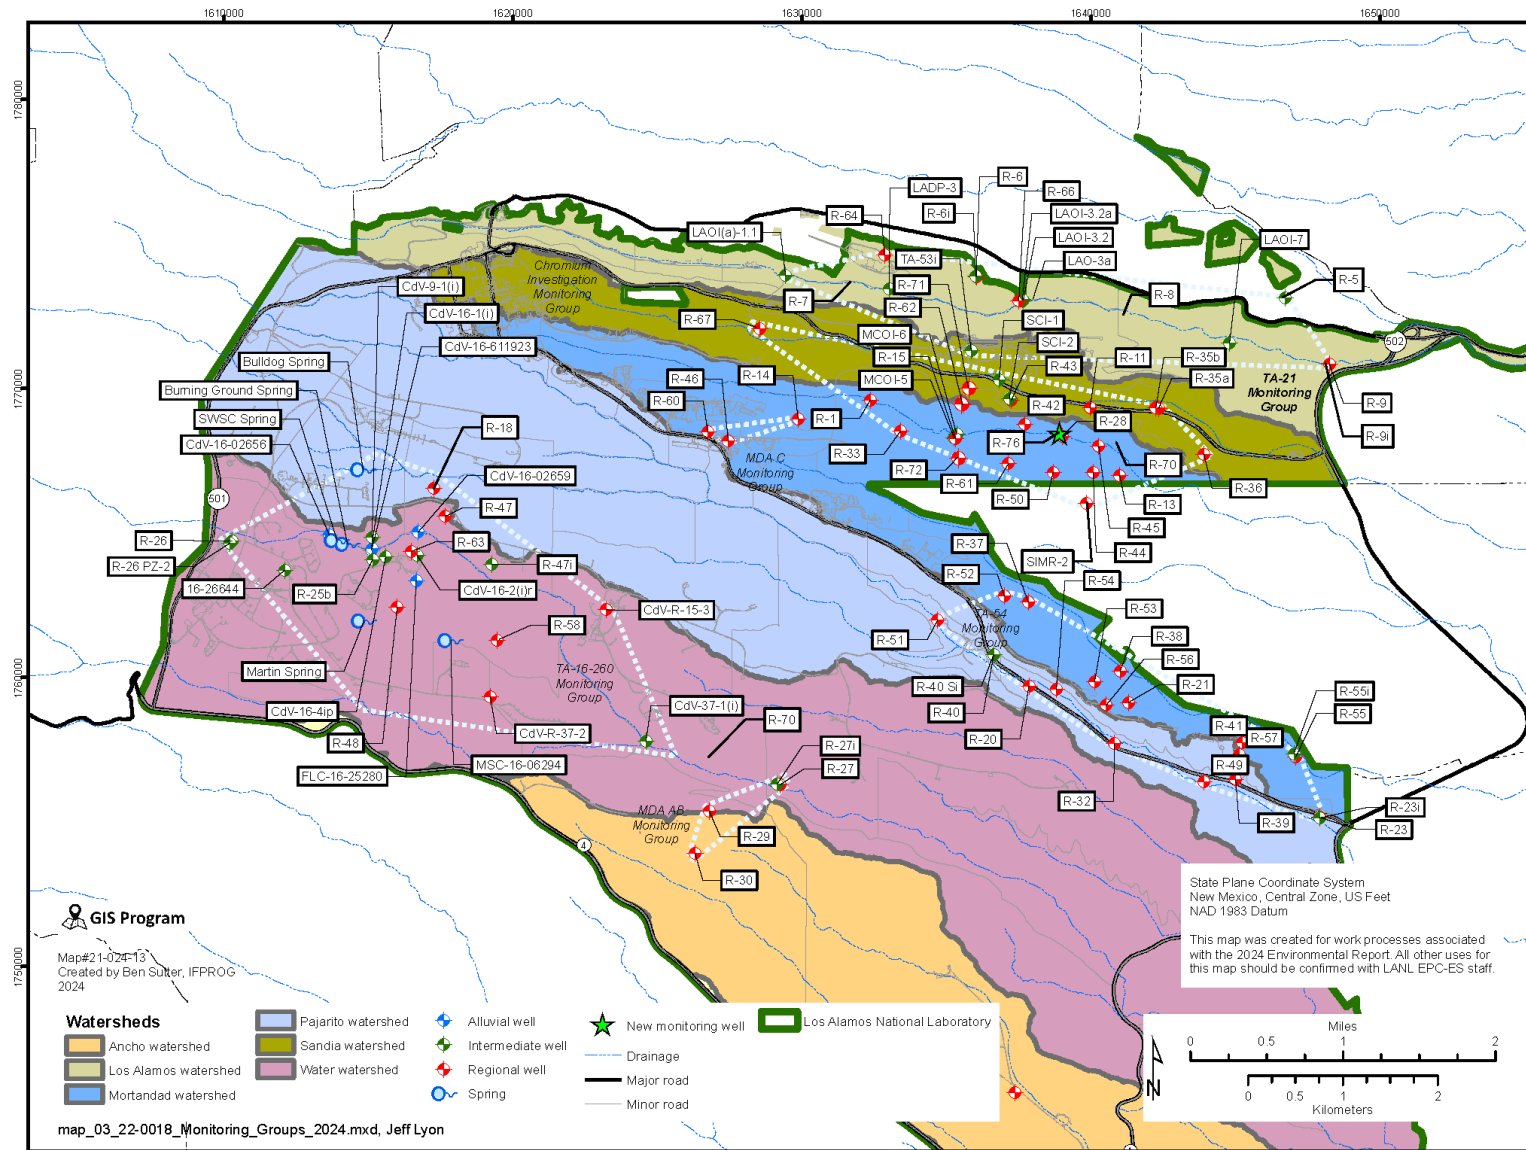 1610000
1620000
1630000
1640000
1650000
1780000
1770000
1760000
1750000
R-6
LADP-3
R-66
R-64
R-6i
LAOI-3.2a
LAOI(a)-1.1
LAOI-3.2
LAOI-7
TA-53i
LAO-3a
R-5
Chromium
Investigation
Monitoring
Group
CdV-9-1(i)
R-71
R-7
R-8
R-62
CdV-16-1(i)
R-67
SCI-1
MCOI-6
SCI-2
502
CdV-16-611923
R-15
R-11
R-35b
Bulldog Spring
R-43
R-14
R-46
MCOI-5
R-35a
TA-21
Monitoring
Group
Burning Ground Spring
R-60
R-42
R-9
SWSC Spring
R-1
R-28
R-18
R-76
R-9i
CdV-16-02656
R-33
MDA C
Monitoring
Group
R-72
R-70
CdV-16-02659
R-61
R-36
501
R-50
R-13
R-47
R-45
R-26
R-63
R-37
R-44
R-26 PZ-2
R-47i
SIMR-2
R-52
R-54
16-26644
R-25b
CdV-16-2(i)r
CdV-R-15-3
R-53
TA-54
Monitoring
Group
R-58
R-51
R-38
R-56
Martin Spring
TA-16-260
Monitoring
Group
R-40 Si
R-21
R-55i
CdV-16-4ip
CdV-37-1(i)
R-40
R-55
R-70
R-41
CdV-R-37-2
R-20
R-57
R-48
R-27i
MSC-16-06294
R-49
FLC-16-25280
R-27
R-32
R-23i
MDA AB
Monitoring
Group
R-39
R-23
R-29
4
R-30
State Plane Coordinate System
New Mexico, Central Zone, US Feet
NAD 1983 Datum
This map was created for work processes associated
with the 2024 Environmental Report. All other uses for
this map should be confirmed with LANL EPC-ES staff.
GIS Program
Map#21-024-13
Created by Ben Sutter, IFPROG
2024
Watersheds
Ancho watershed
Los Alamos watershed
Mortandad watershed
Pajarito watershed
Sandia watershed
Water watershed
Alluvial well
Intermediate well
Regional well
Spring
New monitoring well
Drainage
Major road
Minor road
Los Alamos National Laboratory
Miles
0 0.5 1 2
0 0.5 1 2
Kilometers
N
map_03_22-0018_Monitoring_Groups_2024.mxd, Jeff Lyon